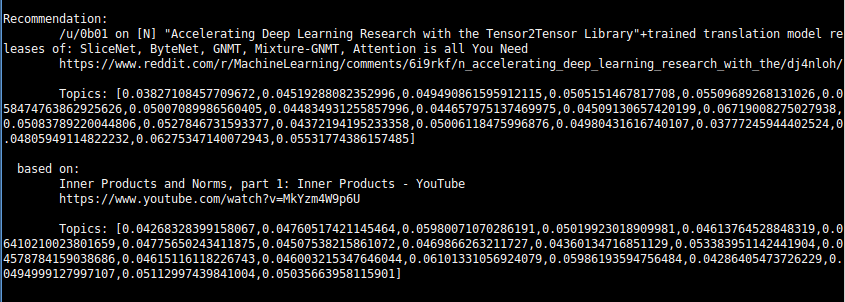 Recommendation:
/u/0b01 on [N] "Accelerating Deep Learning Research with the Tensor2Tensor Library"+trained translation model re
leases of: SliceNet, ByteNet, GNMT, Mixture-GNMT, Attention is all You Need
https://www.reddit.com/r/MachineLearning/comments/6i9rkf/n_accelerating_deep_learning_research_with_the/dj4nloh/
Topics: [0.03827108457709672,0.04519288082352996,0.049490861595912115,0.0505151467817708,0.05509689268131026,0.0
58474763862925626,0.05007089986560405,0.044834931255857996,0.044657975137469975,0.04509130657420199,0.06719008275027938,
0.05083789220044806,0.0527846731593377,0.04372194195233358,0.05006118475996876,0.04980431616740107,0.03777245944402524,0
.04805949114822232,0.06275347140072943,0.05531774386157485]
based on:
Inner Products and Norms, part 1: Inner Products - YouTube
https://www.youtube.com/watch?v=MkYzm4W9p6U
Topics: [0.04268328399158067,0.04760517421145464,0.05980071070286191,0.05019923018909981,0.04613764528848319,0.0
6410210023801659,0.04775650243411875,0.04507538215861072,0.0469866263211727,0.04360134716851129,0.053383951142441904,0.0
4578784159038686,0.04615116118226743,0.046003215347646044,0.06101331056924079,0.05986193594756484,0.04286405473726229,0.
0494999127997107,0.05112997439841004,0.05035663958115901]